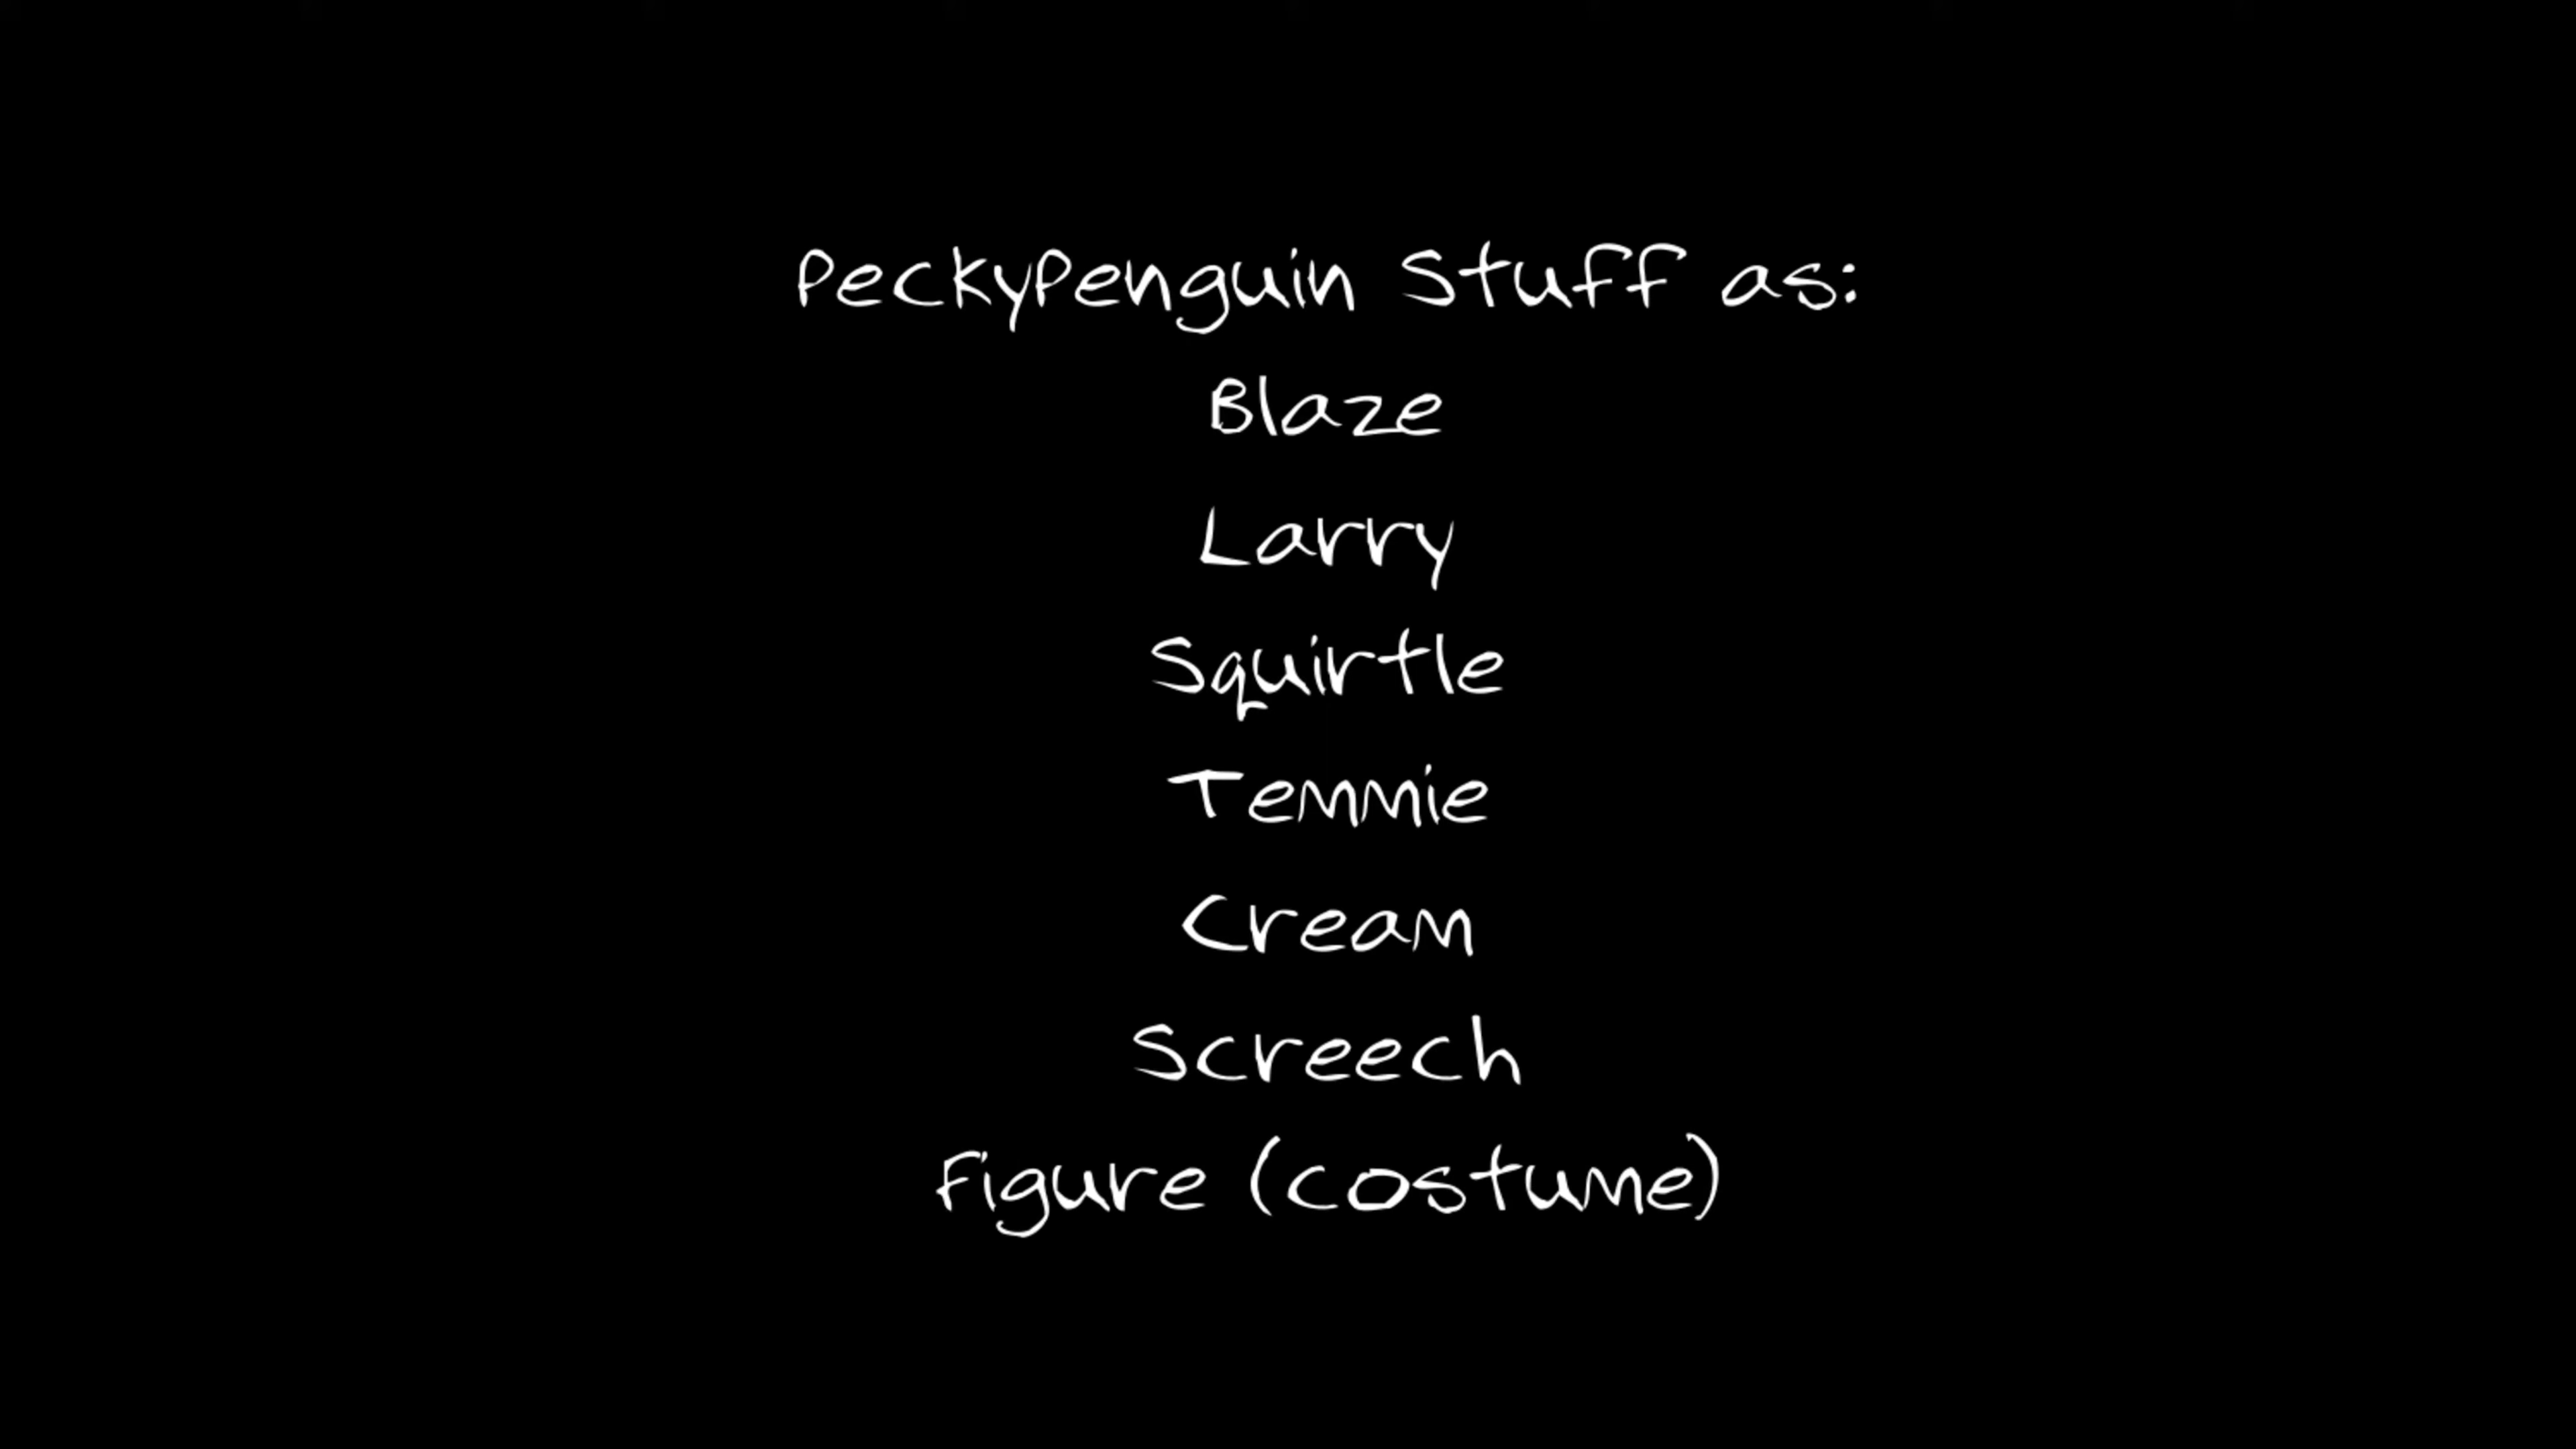 PeckyPenguin Stuff as:
Blaze
Larry
Squirtle
Temmie
Cream
Screech
Figure (costume)